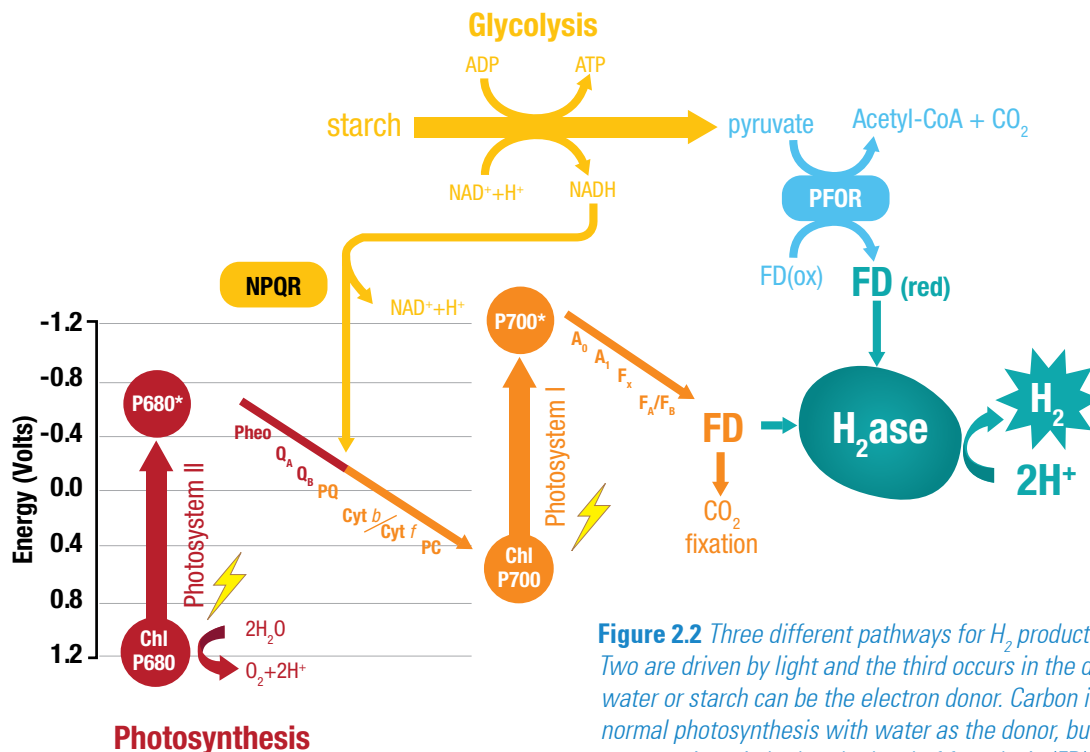 Glycolysis
ADP
ATP
starch
pyruvate
Acetyl-CoA + CO₂
NAD⁺+H⁺
NADH
PFOR
FD(ox)
FD (red)
NPQR
NAD⁺+H⁺
Energy (Volts)
-1.2
-0.8
-0.4
0.0
0.4
0.8
1.2
P680*
Photosystem II
Chl
P680
2H₂O
O₂+2H⁺
Pheo
Q_A
Q_B
PQ
Cyt b
Cyt f
PC
P700*
Photosystem I
Chl
P700
A₀
A₁
Fₓ
F_A/F_B
FD
CO₂
fixation
H₂ase
H₂
2H⁺
Photosynthesis
Figure 2.2 Three different pathways for H₂ product
Two are driven by light and the third occurs in the d
water or starch can be the electron donor. Carbon i
normal photosynthesis with water as the donor, but